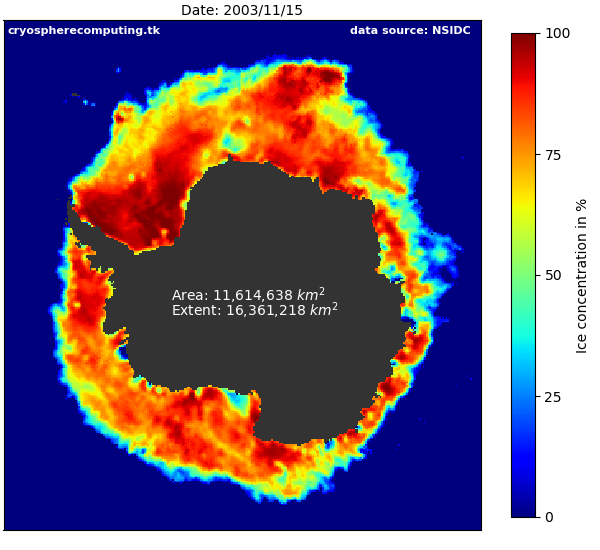 Date: 2003/11/15
cryospherecomputing.tk
data source: NSIDC
100
75
50
25
0
Ice concentration in %
Area: 11,614,638 km²
Extent: 16,361,218 km²